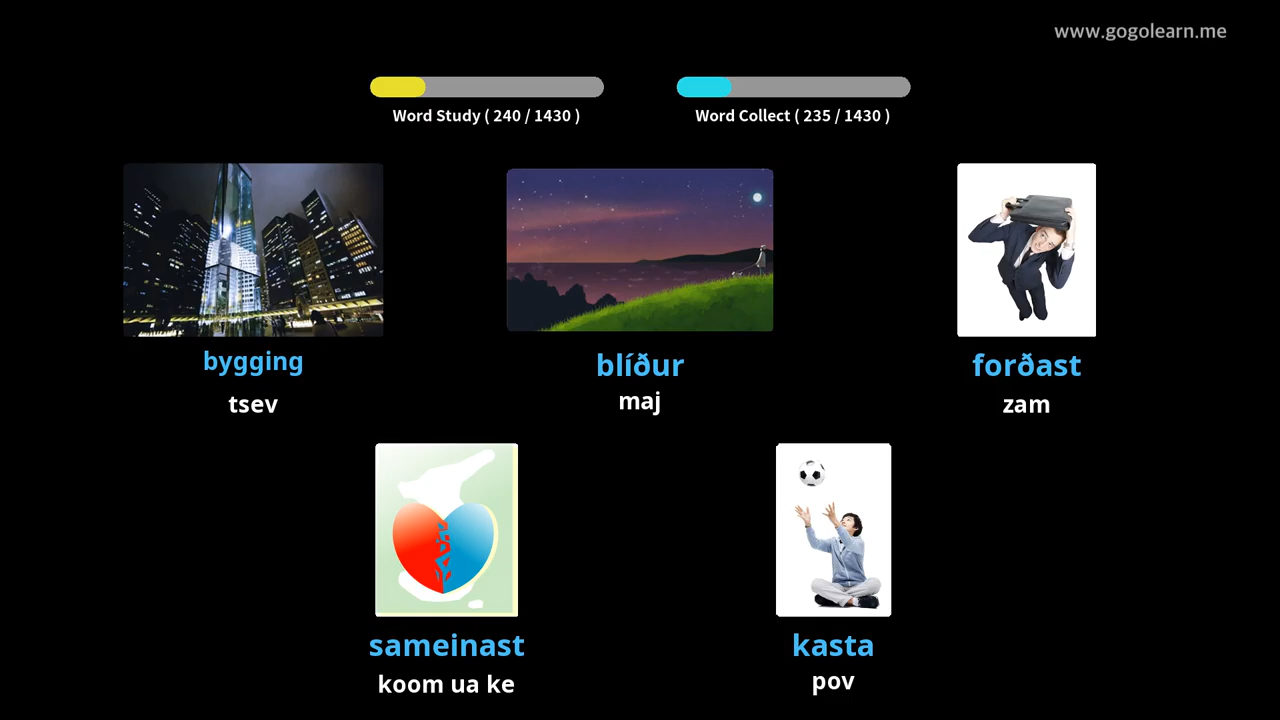 www.gogolearn.me
Word Study ( 240 / 1430 )
Word Collect ( 235 / 1430 )
bygging
tsev
blíður
maj
forðast
zam
sameinast
koom ua ke
kasta
pov